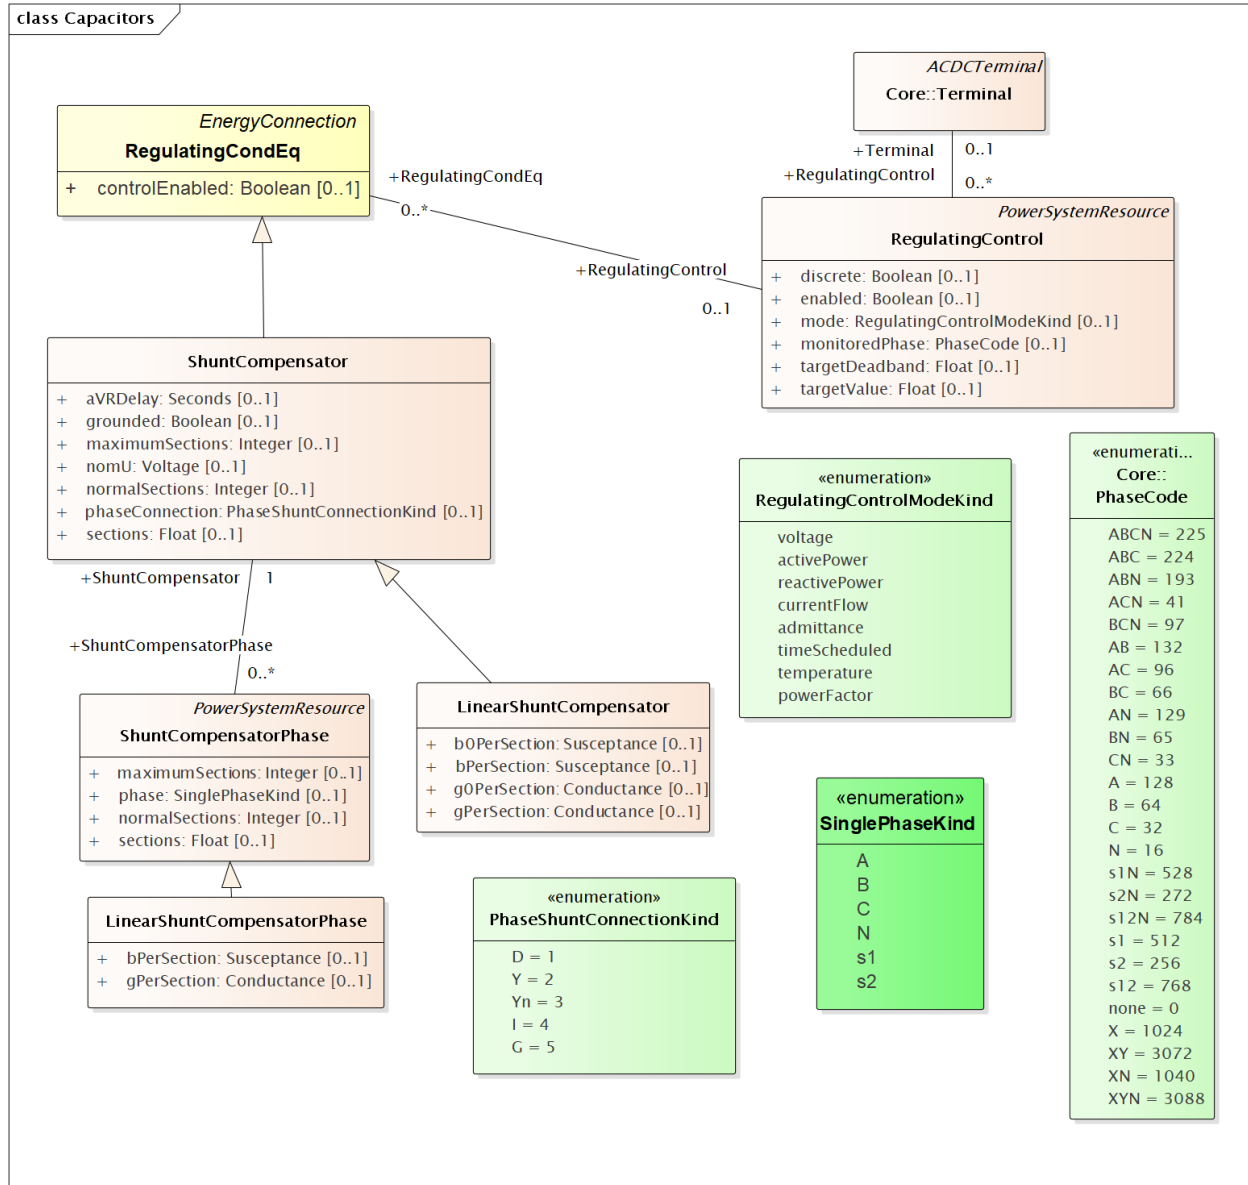 class Capacitors
ACDCTerminal
Core::Terminal
EnergyConnection
RegulatingCondEq
+ controlEnabled: Boolean [0..1]
+RegulatingCondEq
0..*
+Terminal
0..1
+RegulatingControl
0..*
+RegulatingControl
0..1
PowerSystemResource
RegulatingControl
+ discrete: Boolean [0..1]
+ enabled: Boolean [0..1]
+ mode: RegulatingControlModeKind [0..1]
+ monitoredPhase: PhaseCode [0..1]
+ targetDeadband: Float [0..1]
+ targetValue: Float [0..1]
ShuntCompensator
+ aVRDelay: Seconds [0..1]
+ grounded: Boolean [0..1]
+ maximumSections: Integer [0..1]
+ nomU: Voltage [0..1]
+ normalSections: Integer [0..1]
+ phaseConnection: PhaseShuntConnectionKind [0..1]
+ sections: Float [0..1]
+ShuntCompensator
1
+ShuntCompensatorPhase
0..*
PowerSystemResource
ShuntCompensatorPhase
+ maximumSections: Integer [0..1]
+ phase: SinglePhaseKind [0..1]
+ normalSections: Integer [0..1]
+ sections: Float [0..1]
LinearShuntCompensator
+ b0PerSection: Susceptance [0..1]
+ bPerSection: Susceptance [0..1]
+ g0PerSection: Conductance [0..1]
+ gPerSection: Conductance [0..1]
LinearShuntCompensatorPhase
+ bPerSection: Susceptance [0..1]
+ gPerSection: Conductance [0..1]
«enumeration»
PhaseShuntConnectionKind
D = 1
Y = 2
Yn = 3
I = 4
G = 5
«enumeration»
RegulatingControlModeKind
voltage
activePower
reactivePower
currentFlow
admittance
timeScheduled
temperature
powerFactor
«enumeration»
SinglePhaseKind
A
B
C
N
s1
s2
«enumerati...
Core::
PhaseCode
ABCN = 225
ABC = 224
ABN = 193
ACN = 41
BCN = 97
AB = 132
AC = 96
BC = 66
AN = 129
BN = 65
CN = 33
A = 128
B = 64
C = 32
N = 16
s1N = 528
s2N = 272
s12N = 784
s1 = 512
s2 = 256
s12 = 768
none = 0
X = 1024
XY = 3072
XN = 1040
XYN = 3088